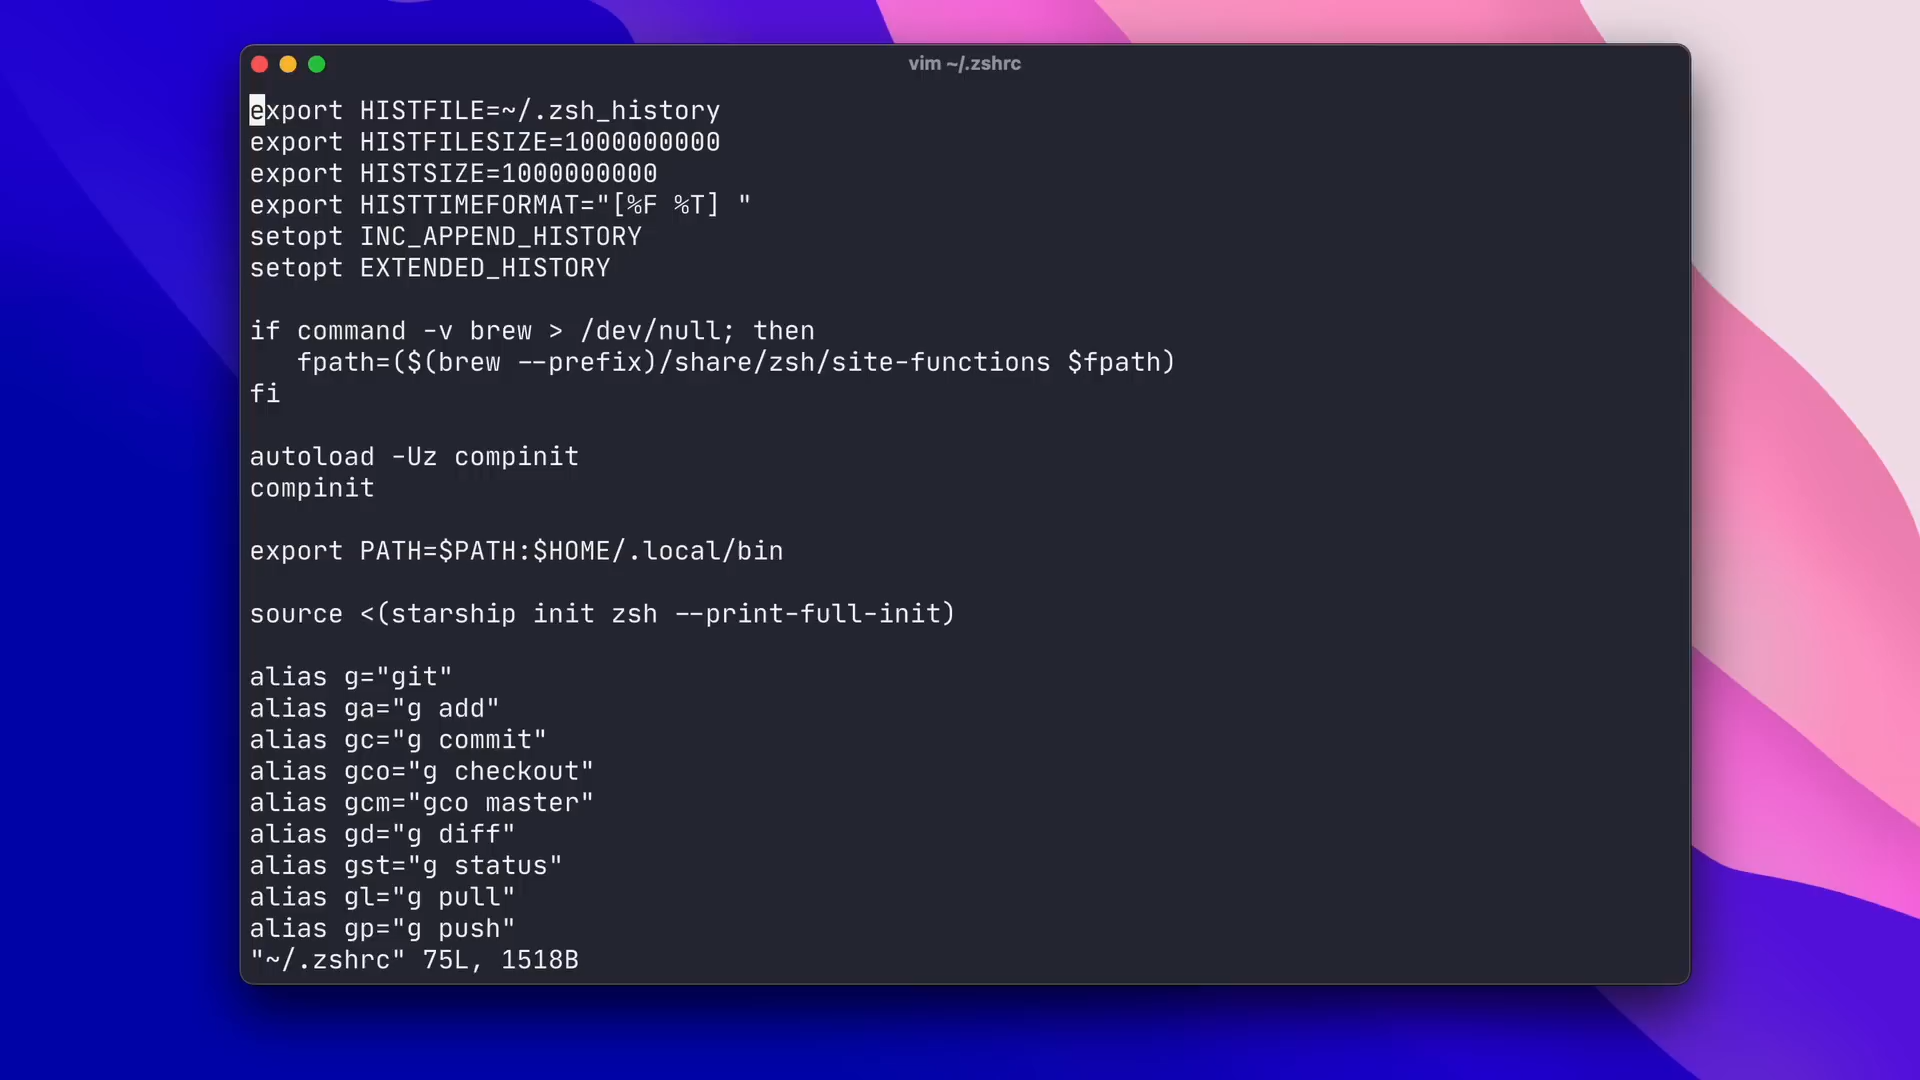 vim ~/.zshrc
export HISTFILE=~/.zsh_history
export HISTFILESIZE=1000000000
export HISTSIZE=1000000000
export HISTTIMEFORMAT="[%F %T] "
setopt INC_APPEND_HISTORY
setopt EXTENDED_HISTORY
if command -v brew > /dev/null; then
   fpath=($(brew --prefix)/share/zsh/site-functions $fpath)
fi
autoload -Uz compinit
compinit
export PATH=$PATH:$HOME/.local/bin
source <(starship init zsh --print-full-init)
alias g="git"
alias ga="g add"
alias gc="g commit"
alias gco="g checkout"
alias gcm="gco master"
alias gd="g diff"
alias gst="g status"
alias gl="g pull"
alias gp="g push"
"~/.zshrc" 75L, 1518B